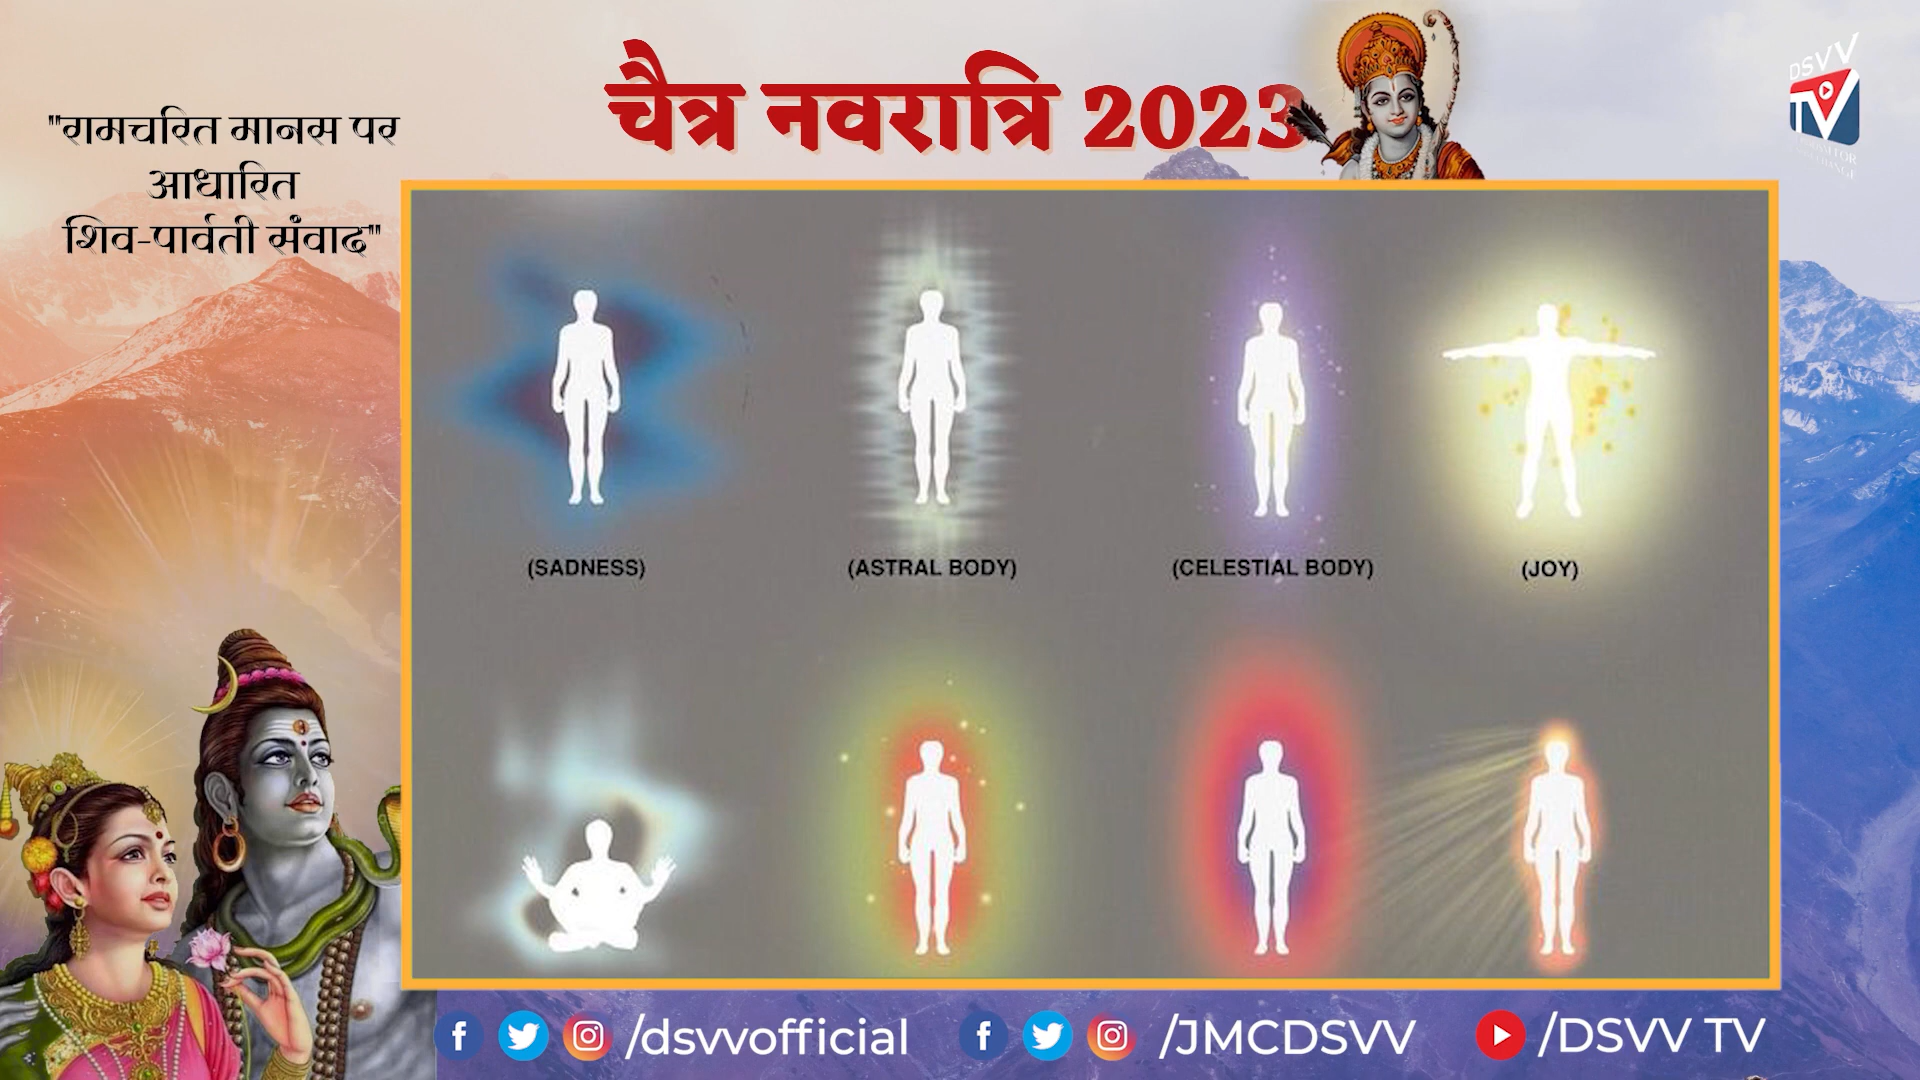 चैत्र नवरात्रि 2023
"रामचरित मानस पर
आधारित
शिव-पार्वती संवाद"
DSVV
TV
(SADNESS)
(ASTRAL BODY)
(CELESTIAL BODY)
(JOY)
/dsvvofficial
/JMCDSVV
/DSVV TV